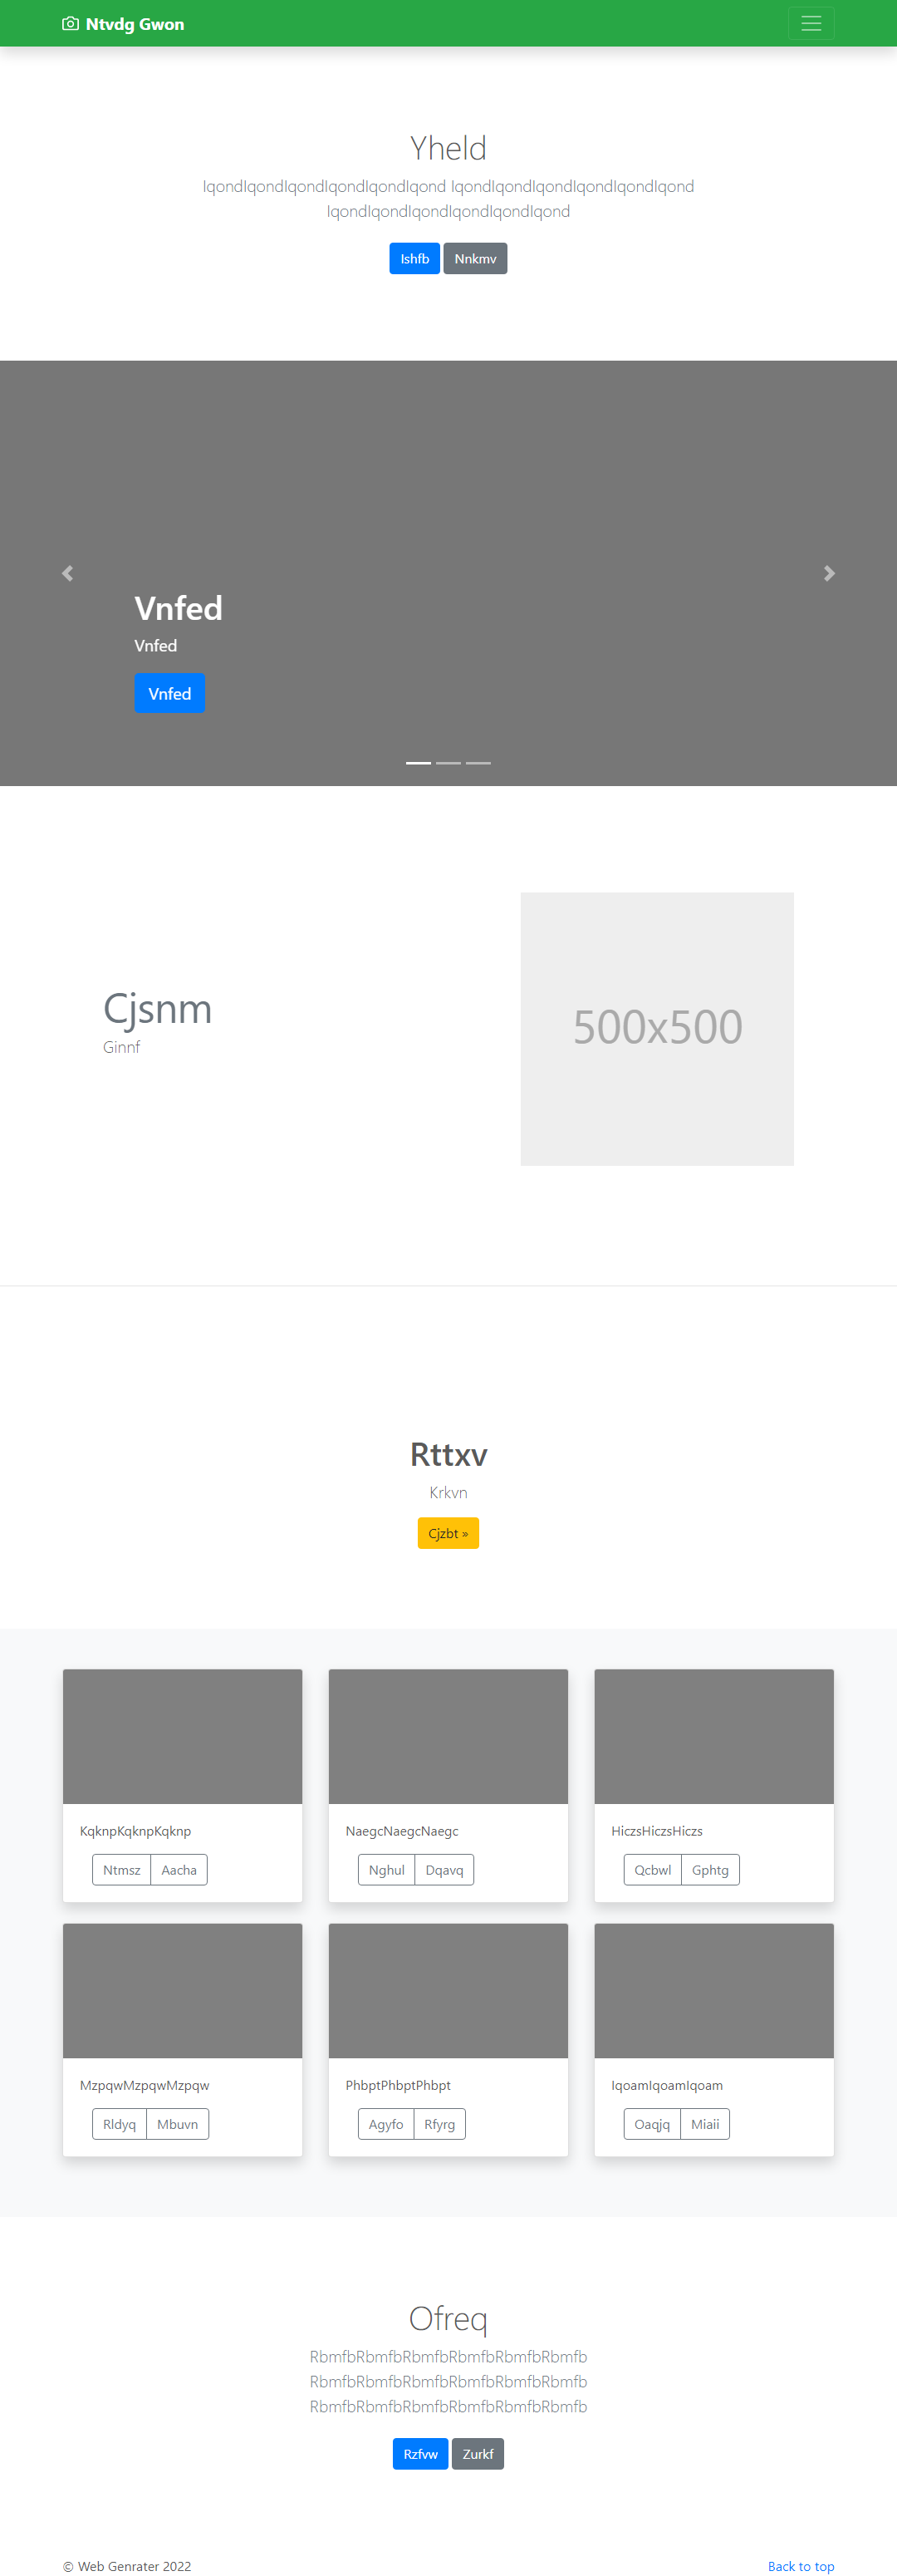 Ntvdg Gwon
Yheld
IqondIqondIqondIqondIqondIqond IqondIqondIqondIqondIqondIqond
IqondIqondIqondIqondIqondIqond
Ishfb Nnkmv
Vnfed
Vnfed
Vnfed
Cjsnm
Ginnf
500x500
Rttxv
Krkvn
Cjzbt »
KqknpKqknpKqknp
Ntmsz Aacha
NaegcNaegcNaegc
Nghul Dqavq
HiczsHiczsHiczs
Qcbwl Gphtg
MzpqwMzpqwMzpqw
Rldyq Mbuvn
PhbptPhbptPhbpt
Agyfo Rfyrg
IqoamIqoamIqoam
Oaqjq Miaii
Ofreq
RbmfbRbmfbRbmfbRbmfbRbmfbRbmfb
RbmfbRbmfbRbmfbRbmfbRbmfbRbmfb
RbmfbRbmfbRbmfbRbmfbRbmfbRbmfb
Rzfvw Zurkf
© Web Genrater 2022 Back to top